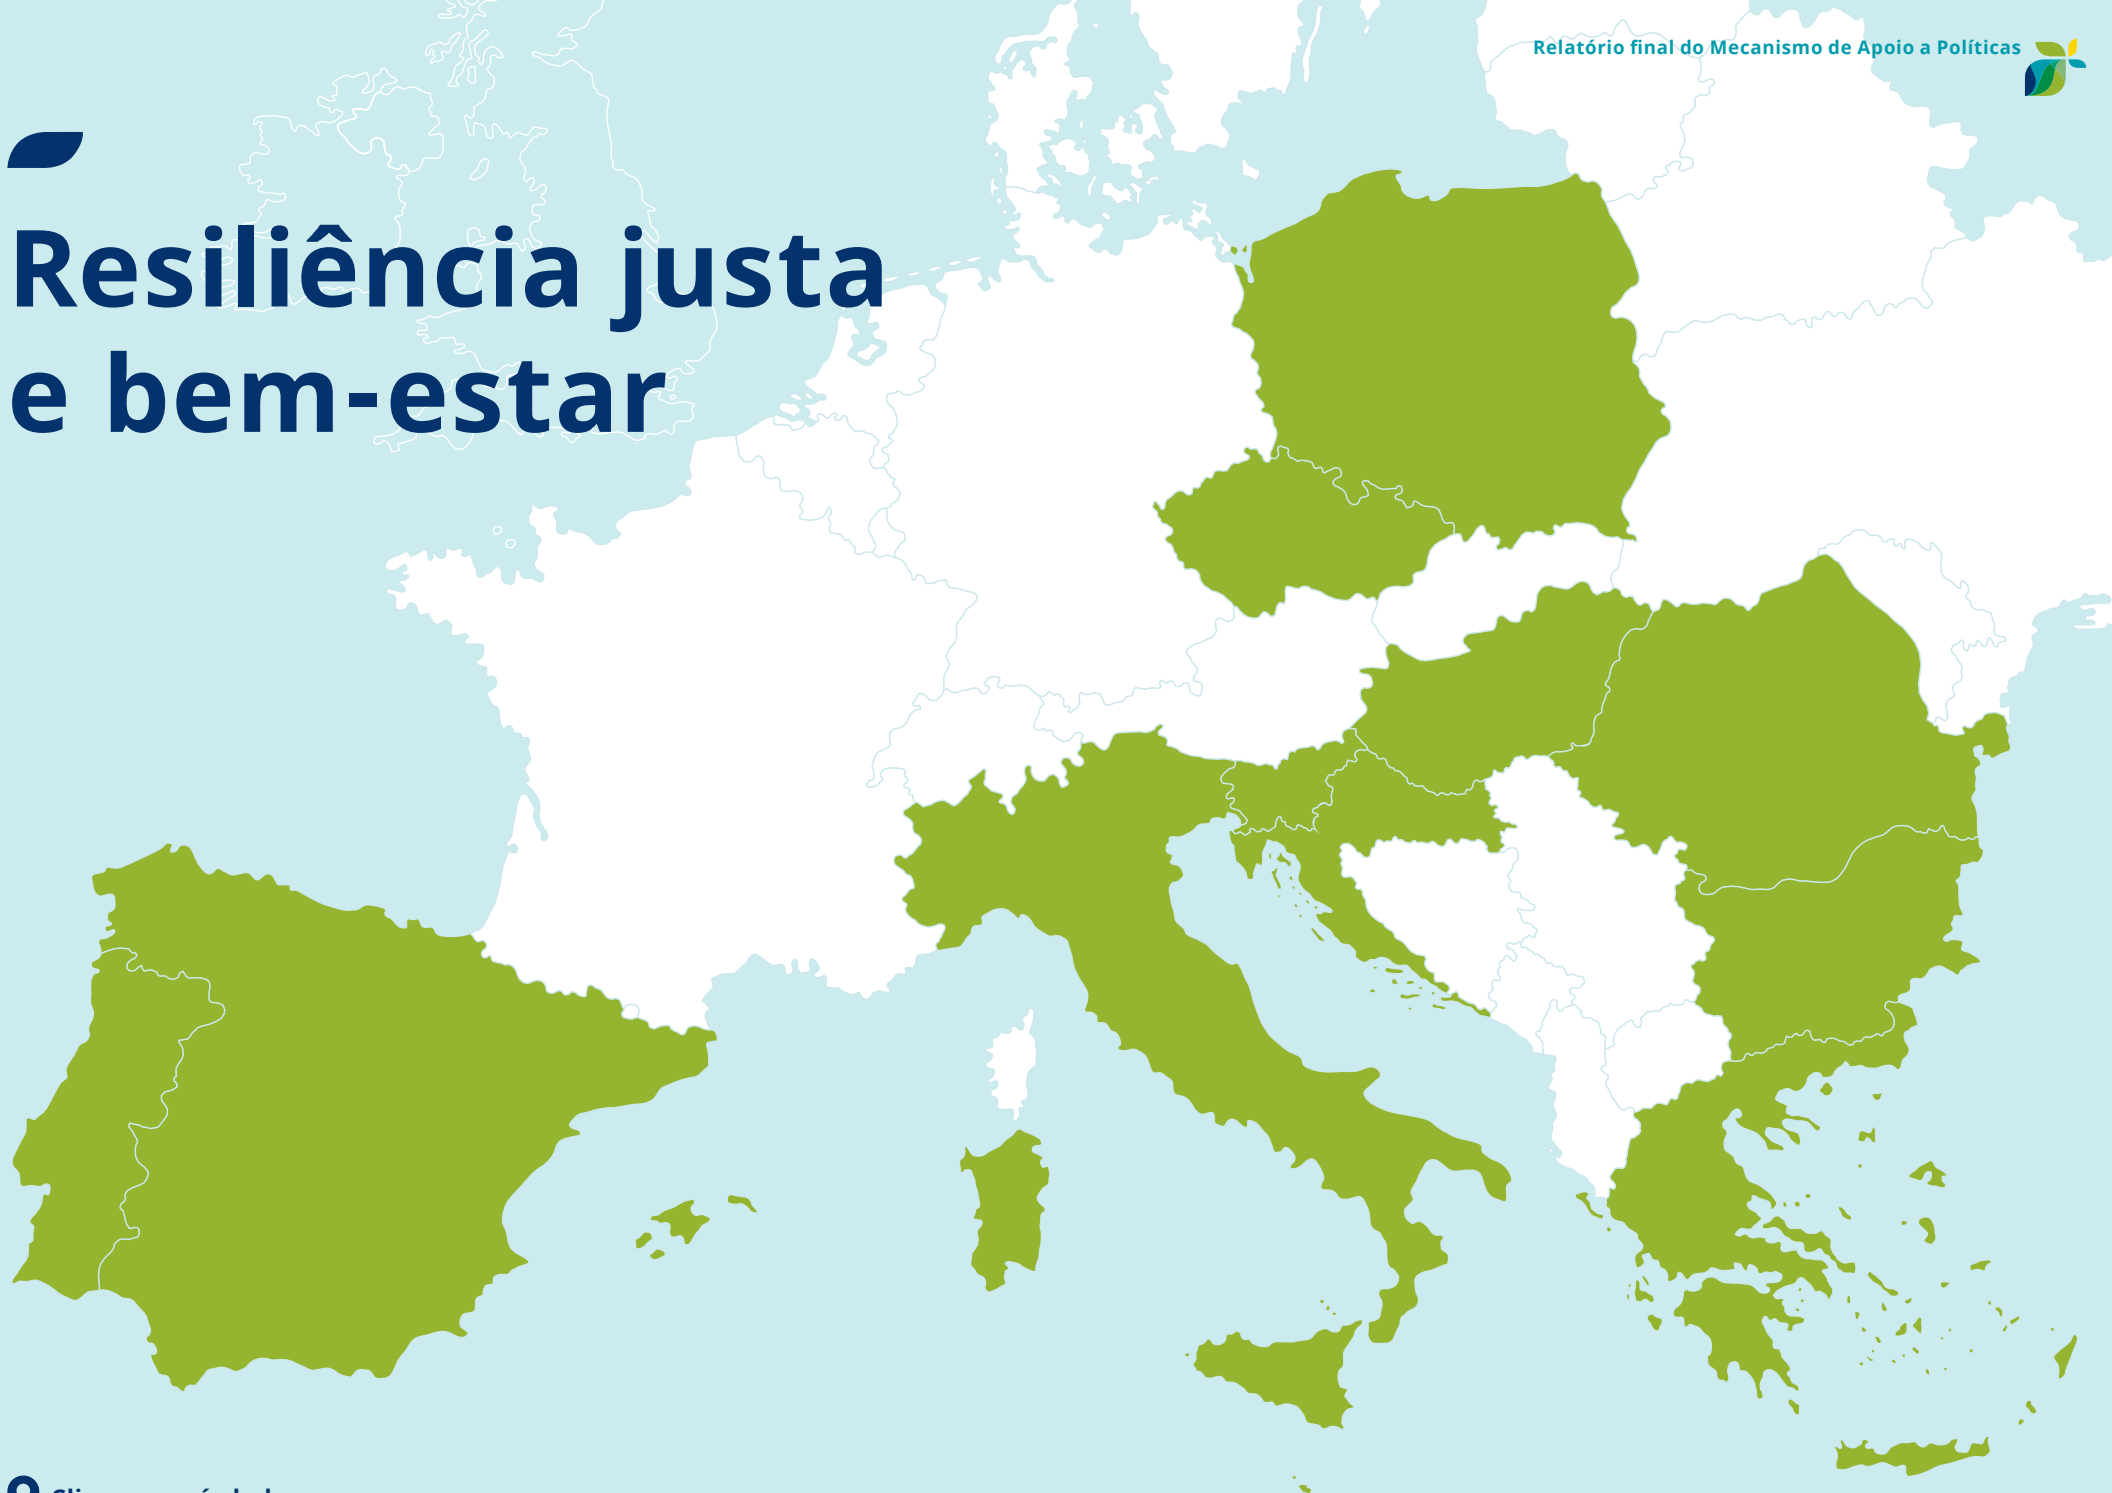 Relatório final do Mecanismo de Apoio a Políticas
Resiliência justa
e bem-estar